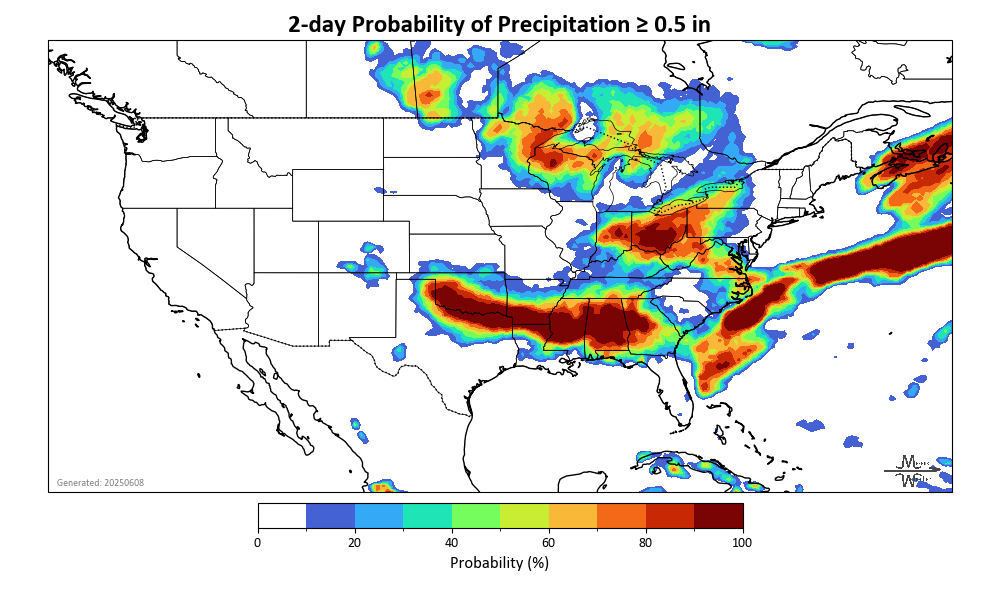 2-day Probability of Precipitation ≥ 0.5 in
Generated: 20250608
0 20 40 60 80 100
Probability (%)